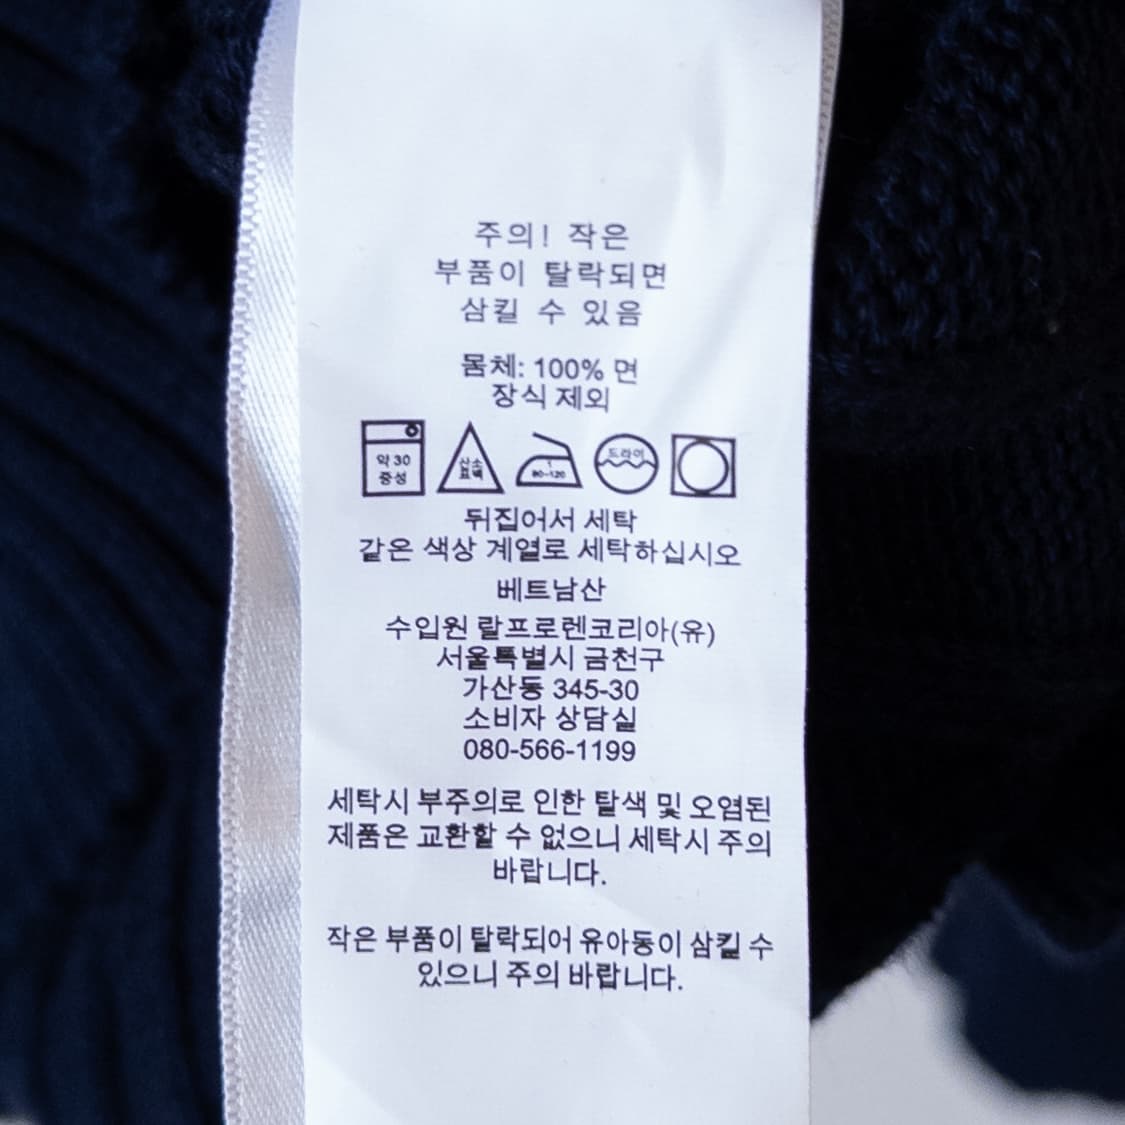 주의! 작은
부품이 탈락되면
삼킬 수 있음
몸체: 100% 면
장식 제외
약 30
중성
산소
표백
1
80-120
드라이
뒤집어서 세탁
같은 색상 계열로 세탁하십시오
베트남산
수입원 랄프로렌코리아(유)
서울특별시 금천구
가산동 345-30
소비자 상담실
080-566-1199
세탁시 부주의로 인한 탈색 및 오염된
제품은 교환할 수 없으니 세탁시 주의
바랍니다.
작은 부품이 탈락되어 유아동이 삼킬 수
있으니 주의 바랍니다.